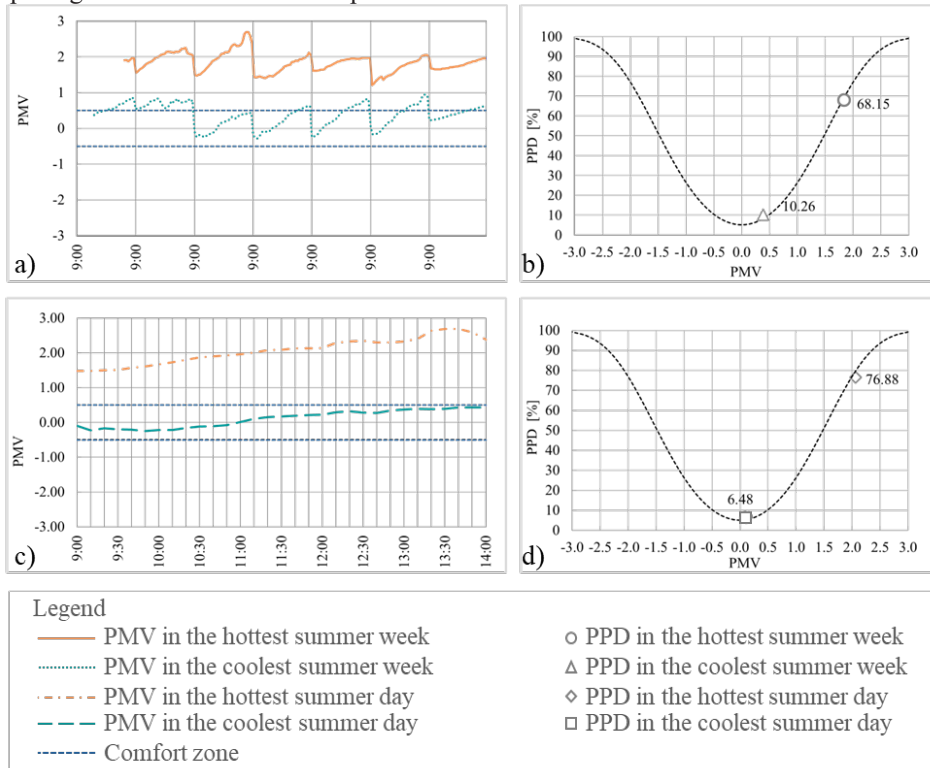 3
2
1
0
-1
-2
-3
PMV
9:00
9:00
9:00
9:00
9:00
9:00
9:00
a)
100
90
80
70
60
50
40
30
20
10
0
PPD [%]
68.15
10.26
-3.0 -2.5 -2.0 -1.5 -1.0 -0.5 0.0 0.5 1.0 1.5 2.0 2.5 3.0
PMV
b)
3.00
2.00
1.00
0.00
-1.00
-2.00
-3.00
PMV
9:00
9:30
10:00
10:30
11:00
11:30
12:00
12:30
13:00
13:30
14:00
c)
100
90
80
70
60
50
40
30
20
10
0
PPD [%]
76.88
6.48
-3.0 -2.5 -2.0 -1.5 -1.0 -0.5 0.0 0.5 1.0 1.5 2.0 2.5 3.0
PMV
d)
Legend
PMV in the hottest summer week
PMV in the coolest summer week
PMV in the hottest summer day
PMV in the coolest summer day
Comfort zone
PPD in the hottest summer week
PPD in the coolest summer week
PPD in the hottest summer day
PPD in the coolest summer day